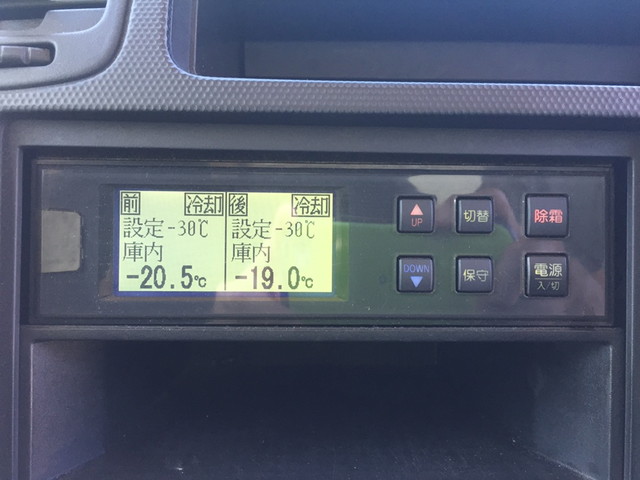 前 冷却 後 冷却
設定-30℃ 設定-30℃
庫内 庫内
-20.5℃ -19.0℃
▲ UP
切替
除霜
DOWN ▼
保守
電源
入/切